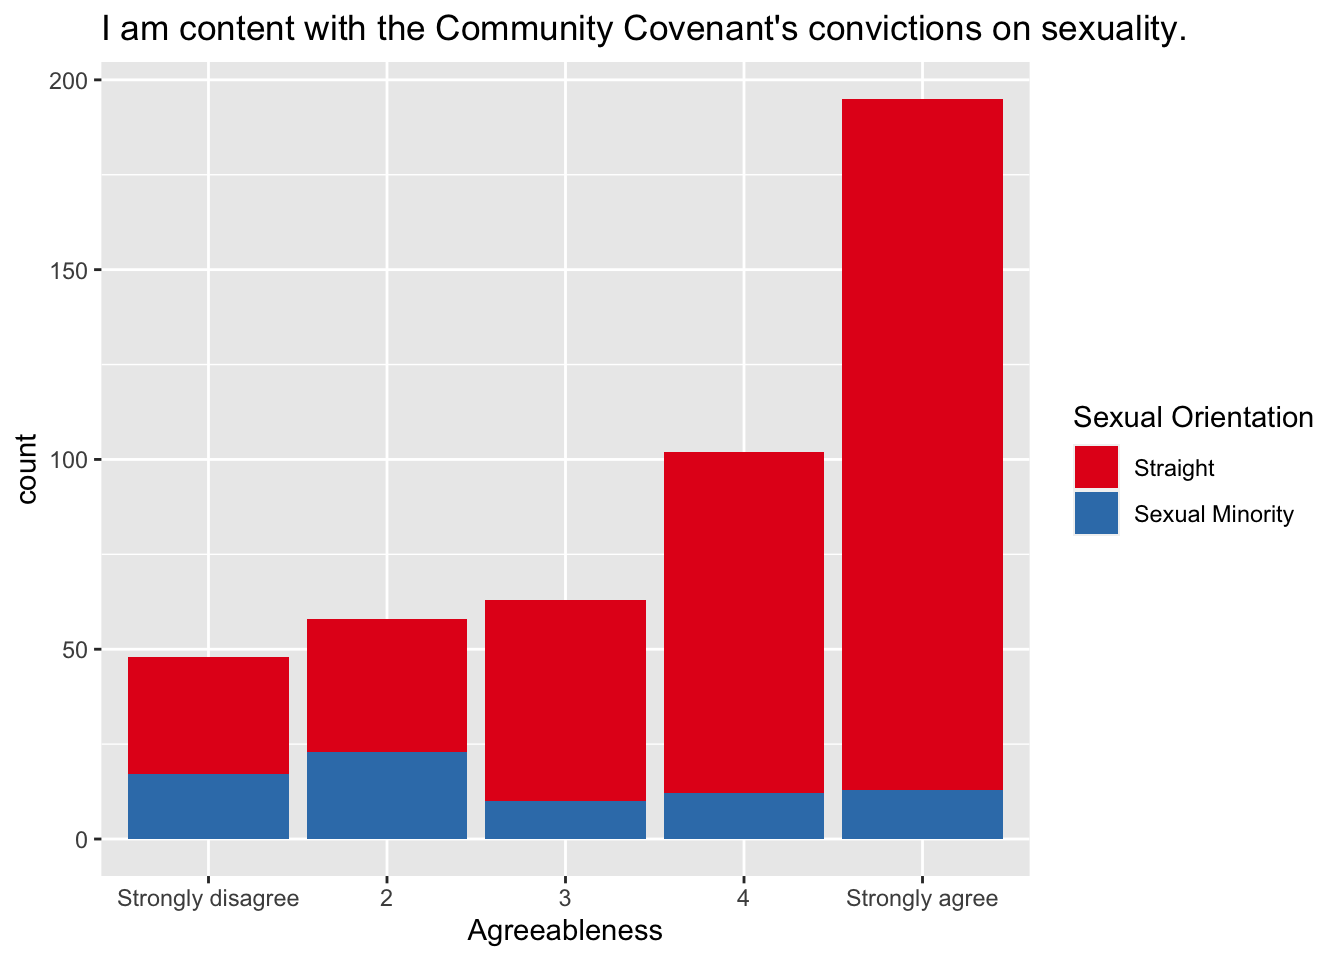 I am content with the Community Covenant's convictions on sexuality.
200
150
100
50
0
count
Strongly disagree
2
3
4
Strongly agree
Agreeableness
Sexual Orientation
Straight
Sexual Minority